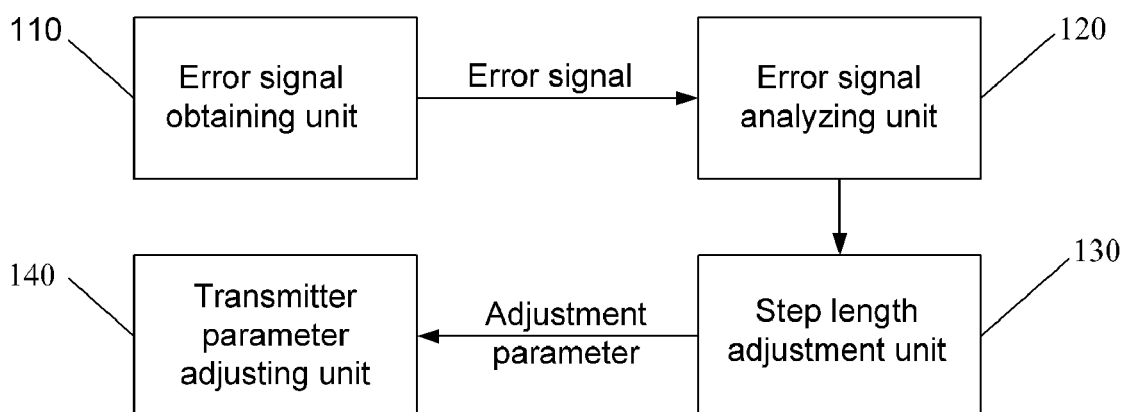 110
Error signal
obtaining unit
Error signal
Error signal
analyzing unit
120
140
Transmitter
parameter
adjusting unit
Adjustment
parameter
Step length
adjustment unit
130